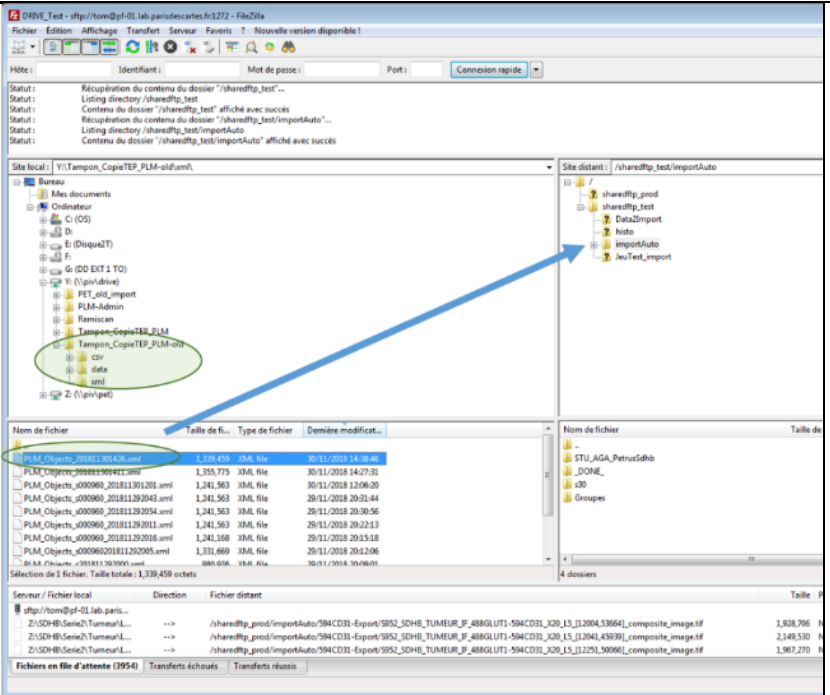 DRIVE_Test - sftp://tom@pf-01.lab.parisdescartes.fr:1272 - FileZilla
Fichier Edition Affichage Transfert Serveur Favoris ? Nouvelle version disponible !
Hôte : Identifiant : Mot de passe : Port : Connexion rapide
Statut : Récupération du contenu du dossier "/sharedftp_test"...
Statut : Listing directory /sharedftp_test
Statut : Contenu du dossier "/sharedftp_test" affiché avec succès
Statut : Récupération du contenu du dossier "/sharedftp_test/importAuto"...
Statut : Listing directory /sharedftp_test/importAuto
Statut : Contenu du dossier "/sharedftp_test/importAuto" affiché avec succès
Site local : Y:\Tampon_CopieTEP_PLM-old\xml\
Bureau
Mes documents
Ordinateur
C: (OS)
D:
E: (Disque2T)
F:
G: (DD EXT 1 TO)
Y: (\\piv\drive)
PET_old_import
PLM-Admin
Remiscan
Tampon_CopieTEP_PLM
Tampon_CopieTEP_PLM-old
csv
data
xml
Z: (\\piv\pet)
Site distant : /sharedftp_test/importAuto
/
sharedftp_prod
sharedftp_test
Data2Import
histo
importAuto
JeuTest_import
Nom de fichier Taille de fi... Type de fichier Dernière modificat...
..
PLM_Objects_201811301426.xml 1,339,459 XML file 30/11/2018 14:38:46
PLM_Objects_201811301411.xml 1,355,775 XML file 30/11/2018 14:27:31
PLM_Objects_s000960_201811301201.xml 1,241,563 XML file 30/11/2018 12:06:20
PLM_Objects_s000960_201811292043.xml 1,241,563 XML file 29/11/2018 20:31:44
PLM_Objects_s000960_201811292054.xml 1,241,563 XML file 29/11/2018 20:30:56
PLM_Objects_s000960_201811292011.xml 1,241,563 XML file 29/11/2018 20:22:13
PLM_Objects_s000960_201811292016.xml 1,241,168 XML file 29/11/2018 20:15:18
PLM_Objects_s000960201811292005.xml 1,331,669 XML file 29/11/2018 20:12:06
980,936 XML file 29/11/2018 20:09:01
Sélection de 1 fichier. Taille totale : 1,339,459 octets
Nom de fichier Taille de
..
STU_AGA_PetrusSdhb
_DONE_
s30
Groupes
4 dossiers
Serveur / Fichier local Direction Fichier distant Taille P
sftp://tom@pf-01.lab.paris...
Z:\SDHB\Serie2\Tumeur\L... --> /sharedftp_prod/importAuto/594CD31-Export/S952_SDHB_TUMEUR_IF_488GLUT1-594CD31_X20_L5_[12004,53664]_composite_image.tif 1,928,706 N
Z:\SDHB\Serie2\Tumeur\L... --> /sharedftp_prod/importAuto/594CD31-Export/S952_SDHB_TUMEUR_IF_488GLUT1-594CD31_X20_L5_[12041,45939]_composite_image.tif 2,149,530 N
Z:\SDHB\Serie2\Tumeur\L... --> /sharedftp_prod/importAuto/594CD31-Export/S952_SDHB_TUMEUR_IF_488GLUT1-594CD31_X20_L5_[12251,50066]_composite_image.tif 1,967,270 N
Fichiers en file d'attente (3954) Transferts échoués Transferts réussis